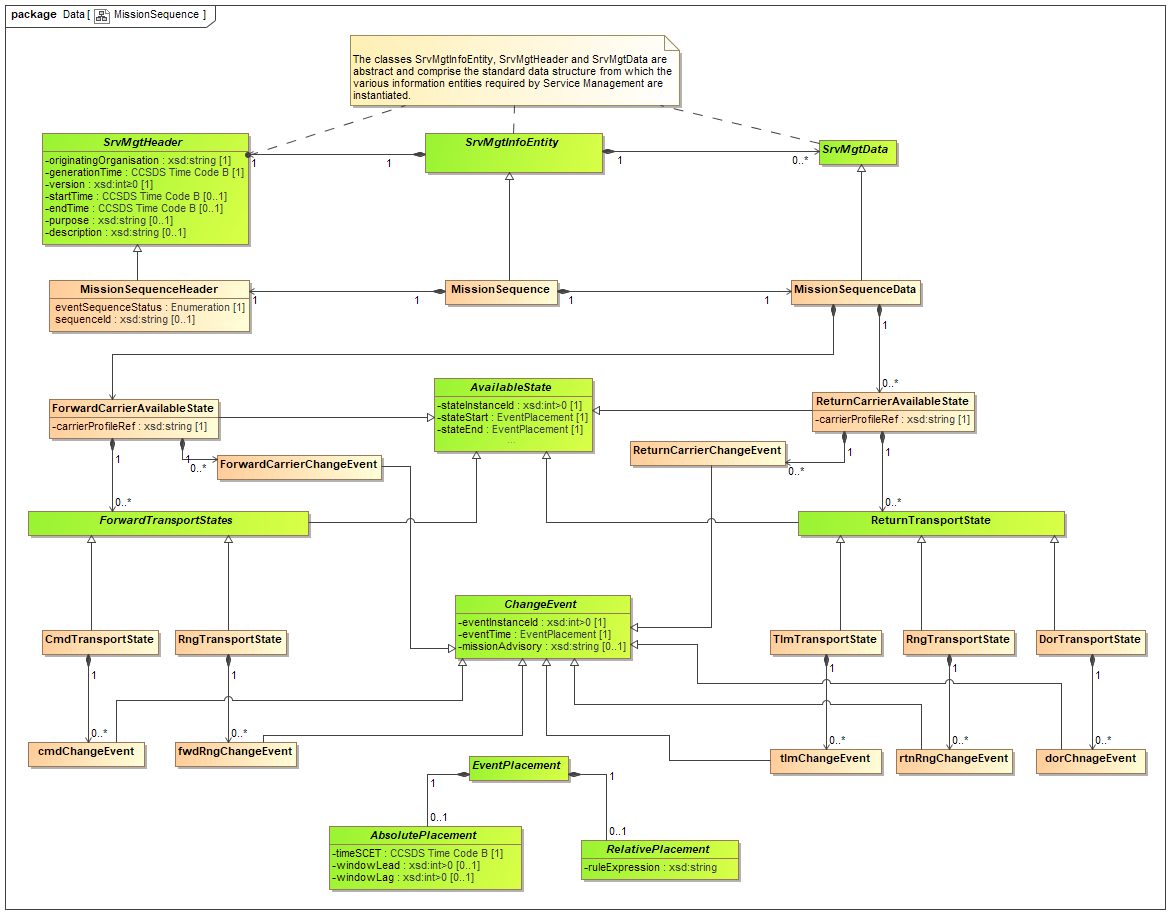 package Data [ MissionSequence ]
The classes SrvMgtInfoEntity, SrvMgtHeader and SrvMgtData are
abstract and comprise the standard data structure from which the
various information entities required by Service Management are
instantiated.
SrvMgtHeader
-originatingOrganisation : xsd:string [1]
-generationTime : CCSDS Time Code B [1]
-version : xsd:int≥0 [1]
-startTime : CCSDS Time Code B [0..1]
-endTime : CCSDS Time Code B [0..1]
-purpose : xsd:string [0..1]
-description : xsd:string [0..1]
1
1
SrvMgtInfoEntity
1
0..*
SrvMgtData
MissionSequenceHeader
eventSequenceStatus : Enumeration [1]
sequenceId : xsd:string [0..1]
1
1
MissionSequence
1
1
MissionSequenceData
1
0..*
ForwardCarrierAvailableState
-carrierProfileRef : xsd:string [1]
AvailableState
-stateInstanceId : xsd:int>0 [1]
-stateStart : EventPlacement [1]
-stateEnd : EventPlacement [1]
...
ReturnCarrierAvailableState
-carrierProfileRef : xsd:string [1]
1
1
0..*
ForwardCarrierChangeEvent
ReturnCarrierChangeEvent
1
0..*
1
0..*
0..*
ForwardTransportStates
ReturnTransportState
ChangeEvent
-eventInstanceId : xsd:int>0 [1]
-eventTime : EventPlacement [1]
-missionAdvisory : xsd:string [0..1]
CmdTransportState
RngTransportState
TlmTransportState
RngTransportState
DorTransportState
1
1
1
1
1
0..*
0..*
0..*
0..*
0..*
cmdChangeEvent
fwdRngChangeEvent
tlmChangeEvent
rtnRngChangeEvent
dorChnageEvent
EventPlacement
1
1
0..1
0..1
AbsolutePlacement
-timeSCET : CCSDS Time Code B [1]
-windowLead : xsd:int>0 [0..1]
-windowLag : xsd:int>0 [0..1]
RelativePlacement
-ruleExpression : xsd:string